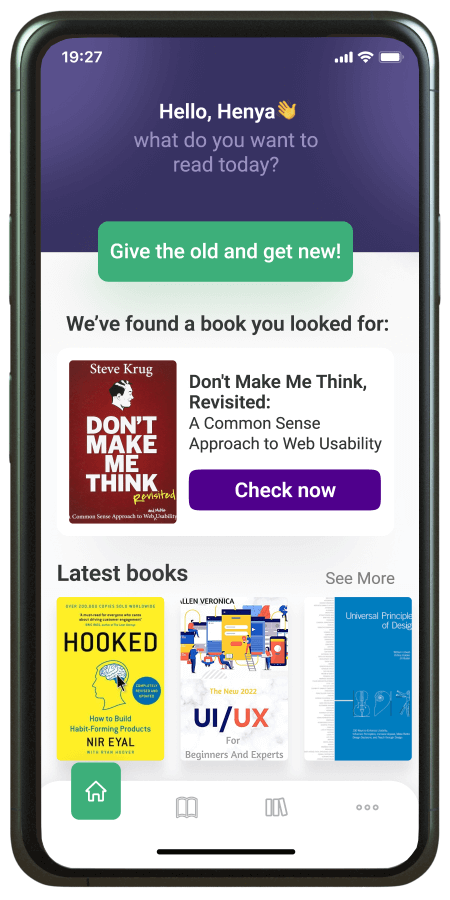 19:27
Hello, Henya👋
what do you want to
read today?
Give the old and get new!
We've found a book you looked for:
Steve Krug
DON'T
MAKE
ME
THINK
Revisited
Common Sense Approach to Web Usability
Don't Make Me Think,
Revisited:
A Common Sense
Approach to Web Usability
Check now
Latest books
See More
OVER 200,000 COPIES SOLD WORLDWIDE
HOOKED
COMPLETELY
REVISED AND
UPDATED
How to Build
Habit-Forming Products
NIR EYAL
WITH RYAN HOOVER
LLEN VERONICA
The New 2022
UI/UX
For
Beginners And Experts
Universal Principle
of Desig